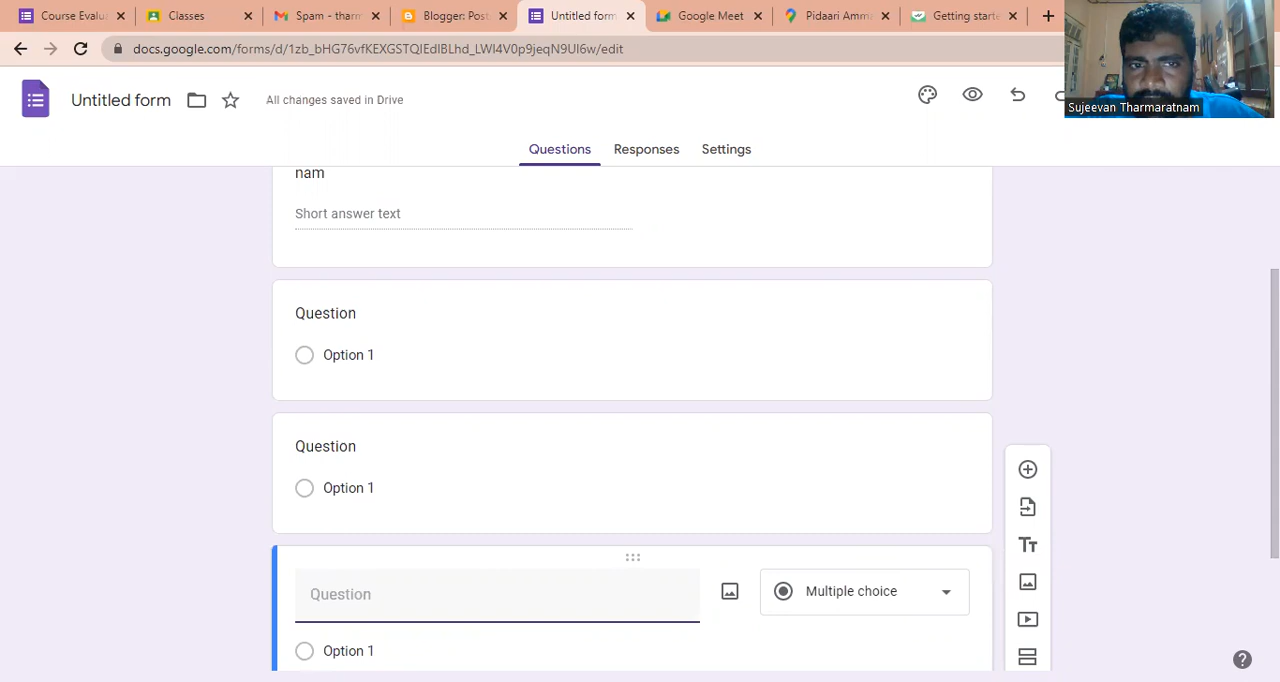 Course Evalu
Classes
Spam - tharm
Blogger: Post
Untitled form
Google Meet
Pidaari Amma
Getting starte
docs.google.com/forms/d/1zb_bHG76vfKEXGSTQIEdlBLhd_LWl4V0p9jeqN9Ul6w/edit
Untitled form
All changes saved in Drive
Sujeevan Tharmaratnam
Questions
Responses
Settings
nam
Short answer text
Question
Option 1
Question
Option 1
Question
Multiple choice
Option 1
Tт